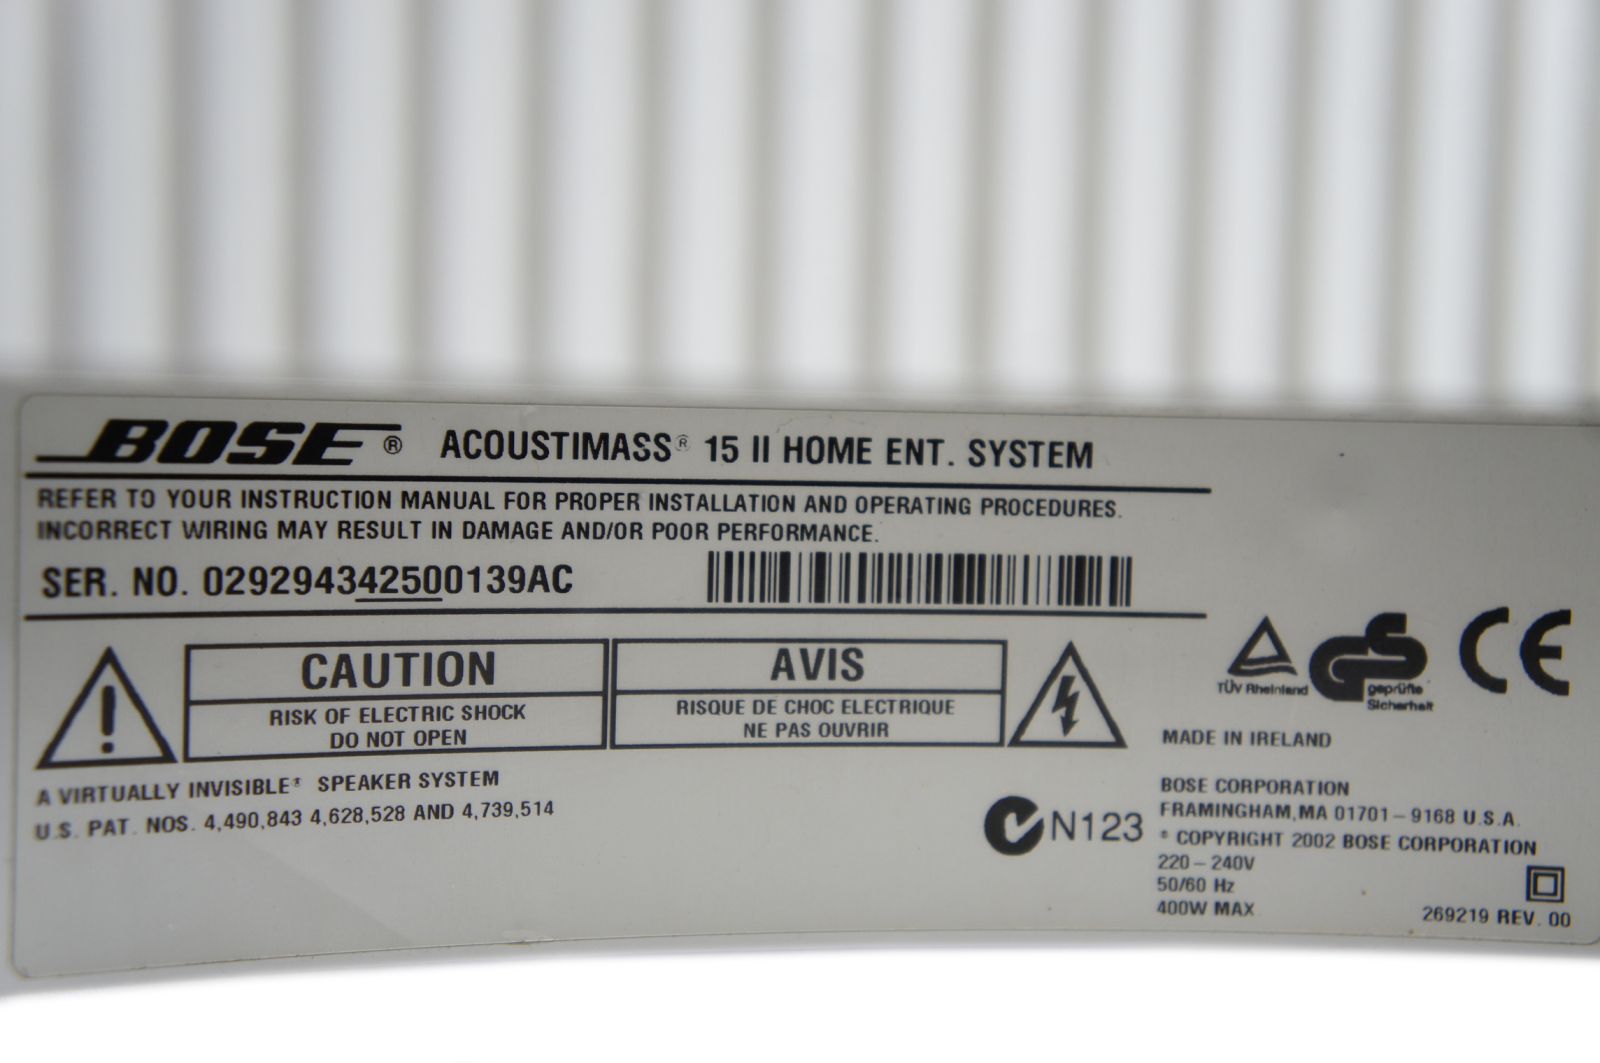 BOSE® ACOUSTIMASS® 15 II HOME ENT. SYSTEM
REFER TO YOUR INSTRUCTION MANUAL FOR PROPER INSTALLATION AND OPERATING PROCEDURES.
INCORRECT WIRING MAY RESULT IN DAMAGE AND/OR POOR PERFORMANCE.
SER. NO. 029294342500139AC
CAUTION
RISK OF ELECTRIC SHOCK
DO NOT OPEN
AVIS
RISQUE DE CHOC ELECTRIQUE
NE PAS OUVRIR
TÜV Rheinland
GS
geprüfte
Sicherheit
CE
A VIRTUALLY INVISIBLE® SPEAKER SYSTEM
U.S. PAT. NOS. 4,490,843 4,628,528 AND 4,739,514
N123
MADE IN IRELAND
BOSE CORPORATION
FRAMINGHAM,MA 01701-9168 U.S.A.
© COPYRIGHT 2002 BOSE CORPORATION
220-240V
50/60 Hz
400W MAX
269219 REV. 00